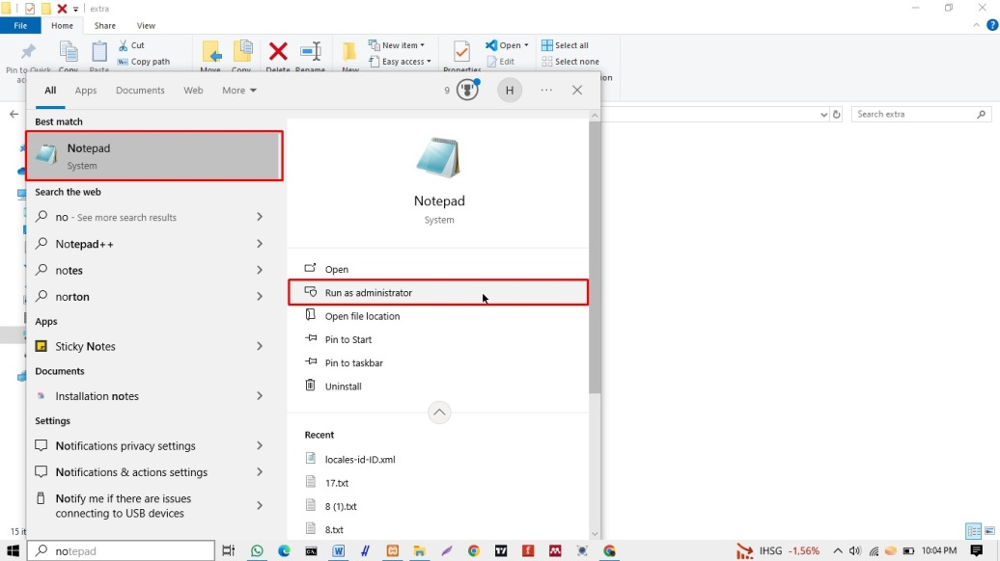 extra
File
Home
Share
View
Cut
Copy path
New item
Easy access
Open
Edit
Select all
Select none
Pin to Quick
Copy
Paste
Move
Copy
Delete
Rename
New
Properties
All
Apps
Documents
Web
More
9
H
Search extra
Best match
Notepad
System
Search the web
no - See more search results
Notepad++
notes
norton
Apps
Sticky Notes
Documents
Installation notes
Settings
Notifications privacy settings
Notifications & actions settings
Notify me if there are issues
connecting to USB devices
Notepad
System
Open
Run as administrator
Open file location
Pin to Start
Pin to taskbar
Uninstall
Recent
locales-id-ID.xml
17.txt
8 (1).txt
8.txt
notepad
IHSG -1,56%
10:04 PM